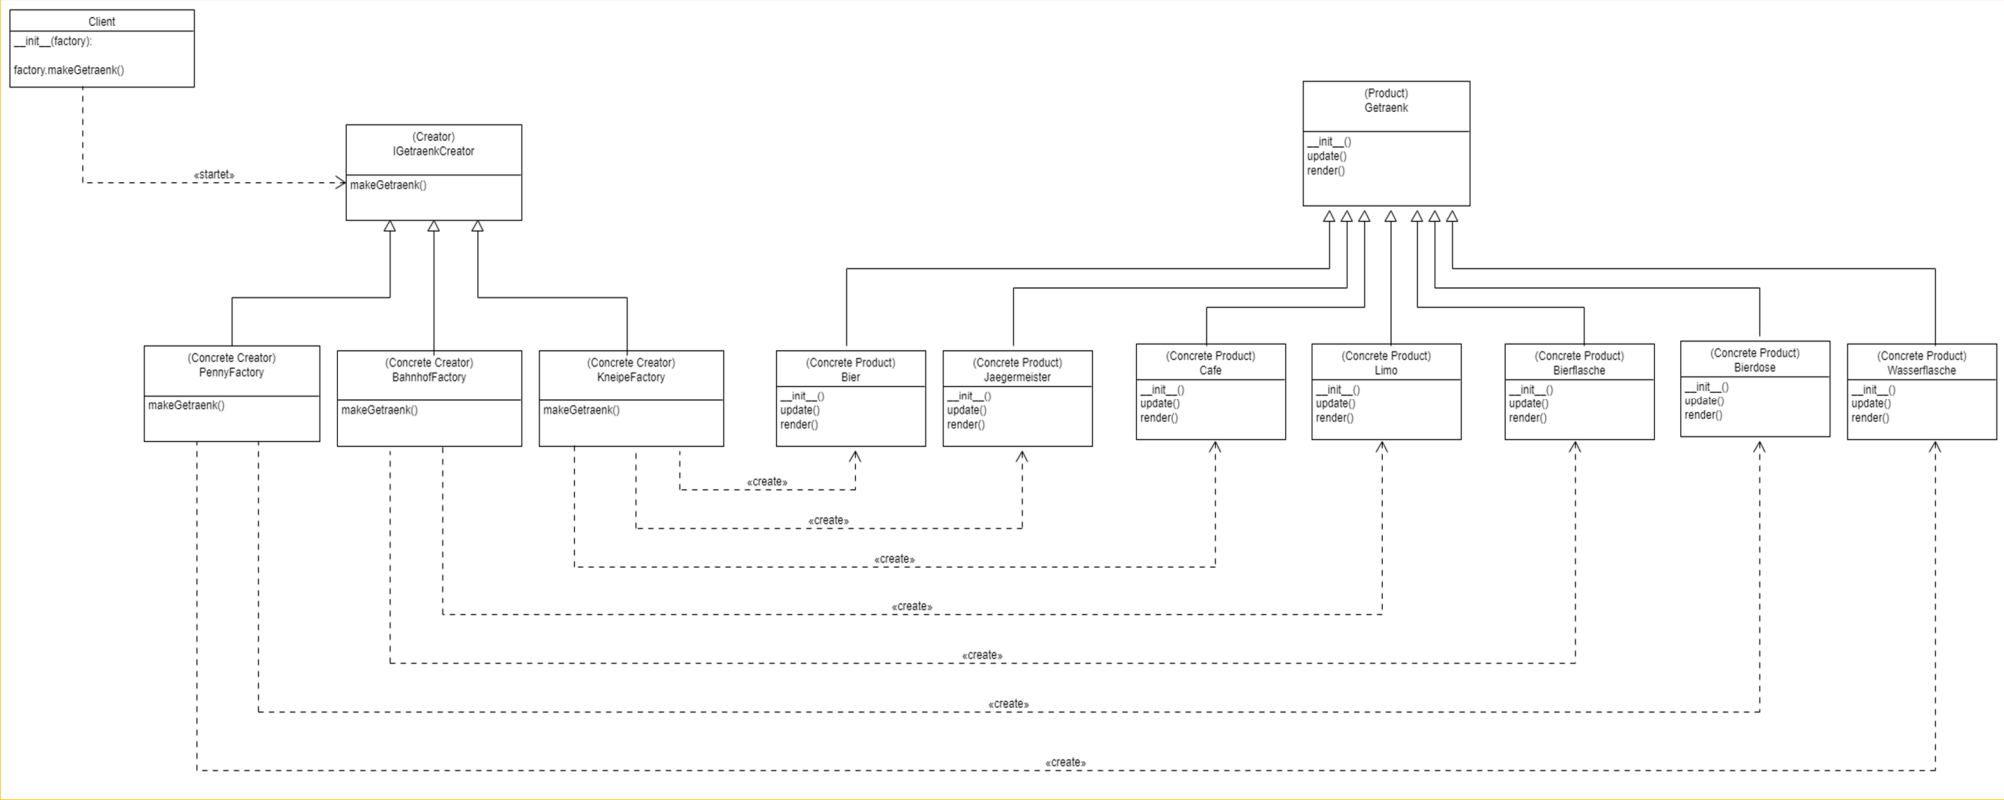 Client
__init__(factory):
factory.makeGetraenk()
«startet»
(Creator)
IGetraenkCreator
makeGetraenk()
(Product)
Getraenk
__init__()
update()
render()
(Concrete Creator)
PennyFactory
makeGetraenk()
(Concrete Creator)
BahnhofFactory
makeGetraenk()
(Concrete Creator)
KneipeFactory
makeGetraenk()
(Concrete Product)
Bier
__init__()
update()
render()
(Concrete Product)
Jaegermeister
__init__()
update()
render()
(Concrete Product)
Cafe
__init__()
update()
render()
(Concrete Product)
Limo
__init__()
update()
render()
(Concrete Product)
Bierflasche
__init__()
update()
render()
(Concrete Product)
Bierdose
__init__()
update()
render()
(Concrete Product)
Wasserflasche
__init__()
update()
render()
«create»
«create»
«create»
«create»
«create»
«create»
«create»